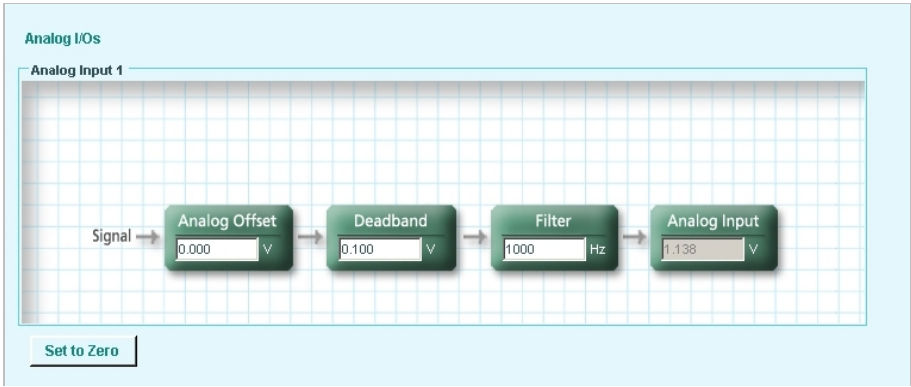 Analog I/Os
Analog Input 1
Signal Analog Offset Deadband Filter Analog Input
0.000 V 0.100 V 1000 Hz 1.138 V
Set to Zero